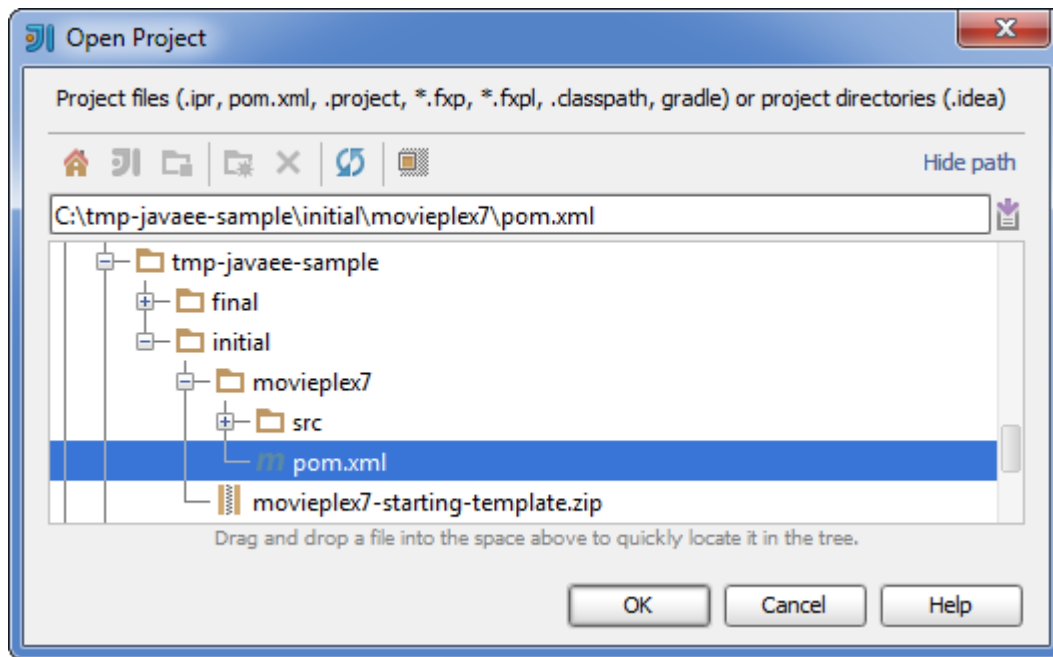 Open Project
Project files (.ipr, pom.xml, .project, *.fxp, *.fxpl, .classpath, gradle) or project directories (.idea)
Hide path
C:\tmp-javaee-sample\initial\movieplex7\pom.xml
tmp-javaee-sample
final
initial
movieplex7
src
m pom.xml
movieplex7-starting-template.zip
Drag and drop a file into the space above to quickly locate it in the tree.
OK Cancel Help